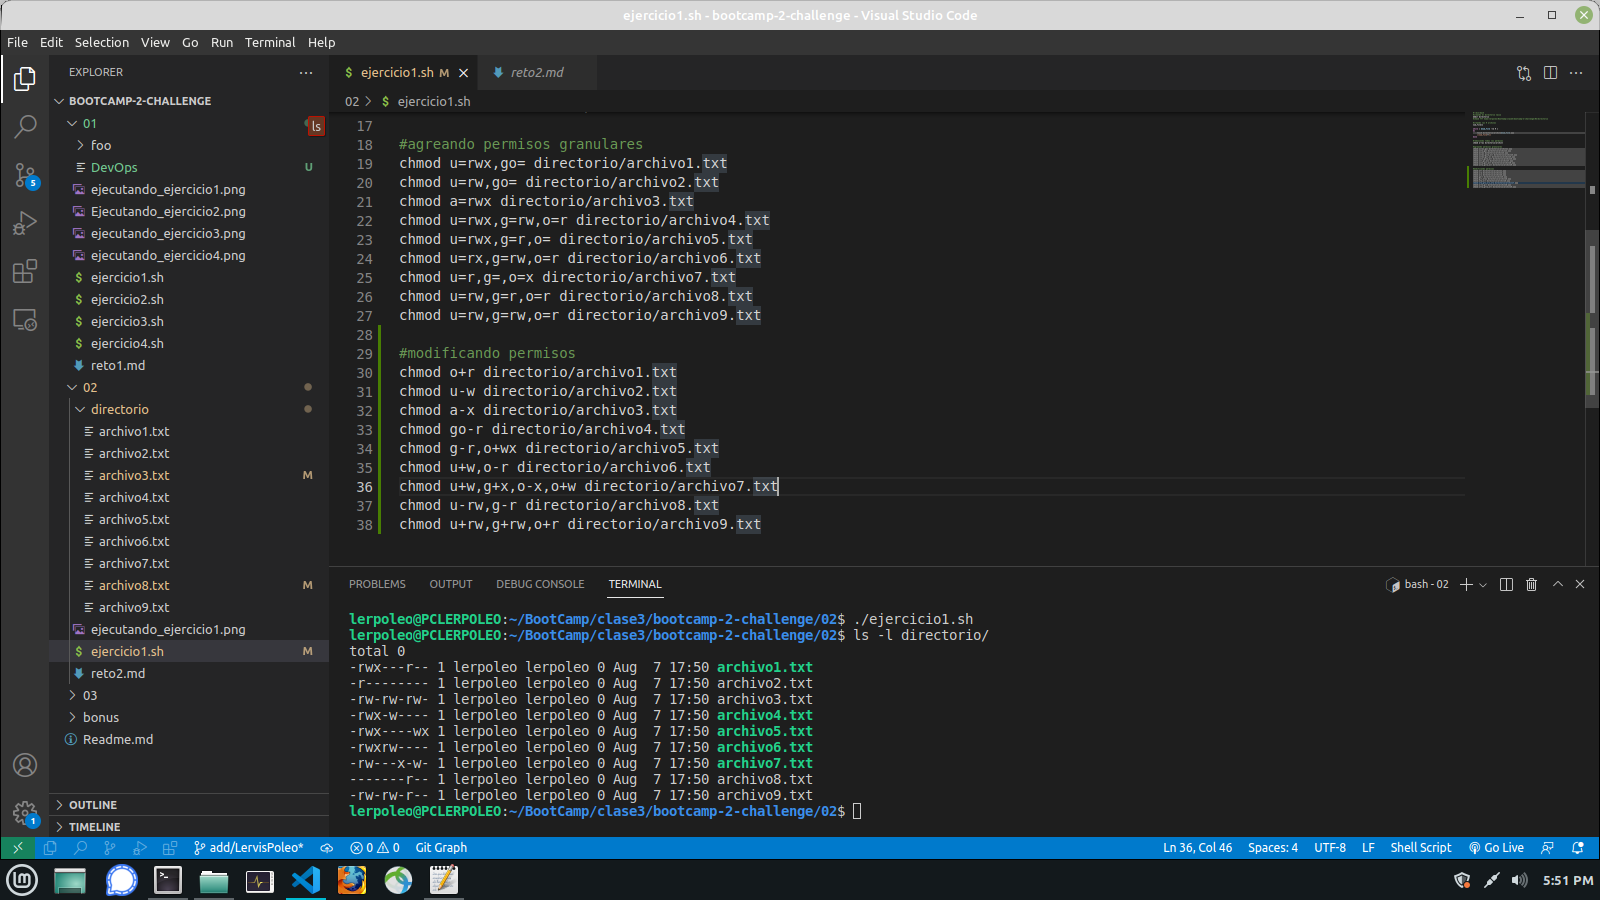 ejercicio1.sh - bootcamp-2-challenge - Visual Studio Code
File Edit Selection View Go Run Terminal Help
EXPLORER
BOOTCAMP-2-CHALLENGE
01
ls
foo
DevOps U
ejecutando_ejercicio1.png
Ejecutando_ejercicio2.png
ejecutando_ejercicio3.png
ejecutando_ejercicio4.png
ejercicio1.sh
ejercicio2.sh
ejercicio3.sh
ejercicio4.sh
reto1.md
02
directorio
archivo1.txt
archivo2.txt
archivo3.txt M
archivo4.txt
archivo5.txt
archivo6.txt
archivo7.txt
archivo8.txt M
archivo9.txt
ejecutando_ejercicio1.png
ejercicio1.sh M
reto2.md
03
bonus
Readme.md
OUTLINE
TIMELINE
5
1
$ ejercicio1.sh M
reto2.md
02 > $ ejercicio1.sh
17
18 #agreando permisos granulares
19 chmod u=rwx,go= directorio/archivo1.txt
20 chmod u=rw,go= directorio/archivo2.txt
21 chmod a=rwx directorio/archivo3.txt
22 chmod u=rwx,g=rw,o=r directorio/archivo4.txt
23 chmod u=rwx,g=r,o= directorio/archivo5.txt
24 chmod u=rx,g=rw,o=r directorio/archivo6.txt
25 chmod u=r,g=,o=x directorio/archivo7.txt
26 chmod u=rw,g=r,o=r directorio/archivo8.txt
27 chmod u=rw,g=rw,o=r directorio/archivo9.txt
28
29 #modificando permisos
30 chmod o+r directorio/archivo1.txt
31 chmod u-w directorio/archivo2.txt
32 chmod a-x directorio/archivo3.txt
33 chmod go-r directorio/archivo4.txt
34 chmod g-r,o+wx directorio/archivo5.txt
35 chmod u+w,o-r directorio/archivo6.txt
36 chmod u+w,g+x,o-x,o+w directorio/archivo7.txt
37 chmod u-rw,g-r directorio/archivo8.txt
38 chmod u+rw,g+rw,o+r directorio/archivo9.txt
PROBLEMS OUTPUT DEBUG CONSOLE TERMINAL
bash - 02
lerpoleo@PCLERPOLEO:~/BootCamp/clase3/bootcamp-2-challenge/02$ ./ejercicio1.sh
lerpoleo@PCLERPOLEO:~/BootCamp/clase3/bootcamp-2-challenge/02$ ls -l directorio/
total 0
-rwx---r-- 1 lerpoleo lerpoleo 0 Aug  7 17:50 archivo1.txt
-r-------- 1 lerpoleo lerpoleo 0 Aug  7 17:50 archivo2.txt
-rw-rw-rw- 1 lerpoleo lerpoleo 0 Aug  7 17:50 archivo3.txt
-rwx-w---- 1 lerpoleo lerpoleo 0 Aug  7 17:50 archivo4.txt
-rwx----wx 1 lerpoleo lerpoleo 0 Aug  7 17:50 archivo5.txt
-rwxrw---- 1 lerpoleo lerpoleo 0 Aug  7 17:50 archivo6.txt
-rw---x-w- 1 lerpoleo lerpoleo 0 Aug  7 17:50 archivo7.txt
-------r-- 1 lerpoleo lerpoleo 0 Aug  7 17:50 archivo8.txt
-rw-rw-r-- 1 lerpoleo lerpoleo 0 Aug  7 17:50 archivo9.txt
lerpoleo@PCLERPOLEO:~/BootCamp/clase3/bootcamp-2-challenge/02$
add/LervisPoleo* 0 0 Git Graph
Ln 36, Col 46 Spaces: 4 UTF-8 LF Shell Script Go Live
5:51 PM